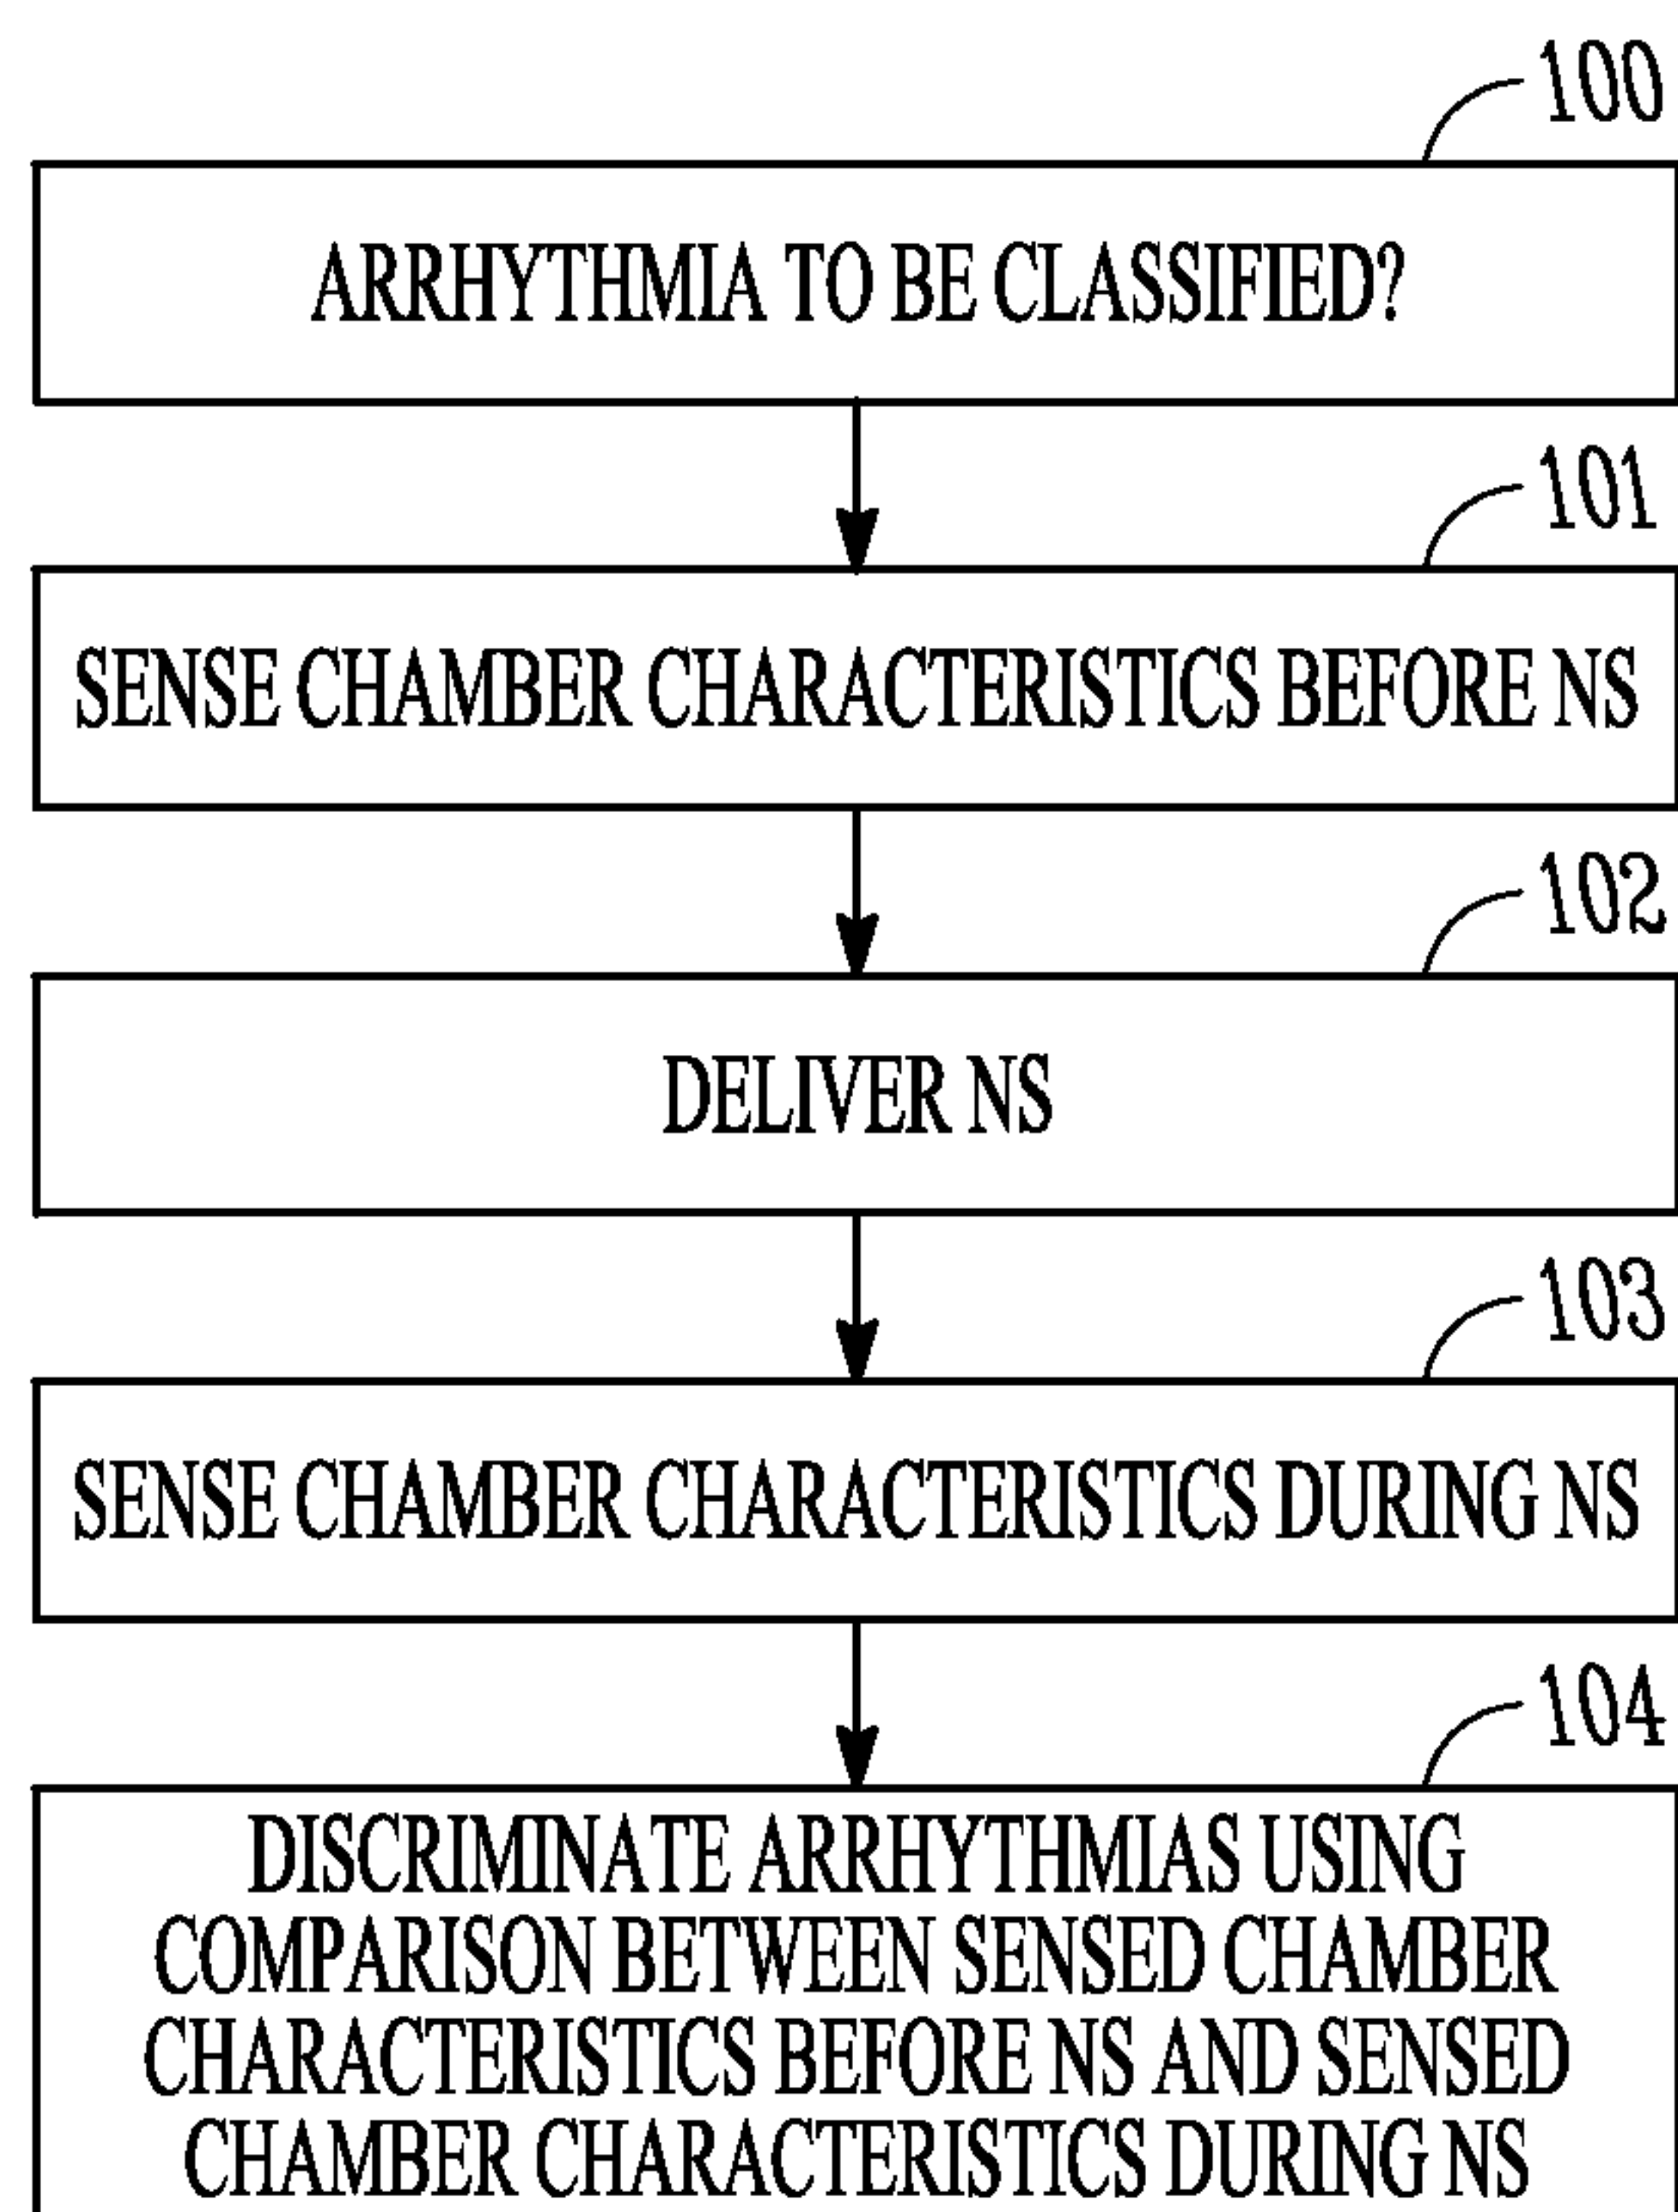 100
ARRHYTHMIA TO BE CLASSIFIED?
101
SENSE CHAMBER CHARACTERISTICS BEFORE NS
102
DELIVER NS
103
SENSE CHAMBER CHARACTERISTICS DURING NS
104
DISCRIMINATE ARRHYTHMIAS USING
COMPARISON BETWEEN SENSED CHAMBER
CHARACTERISTICS BEFORE NS AND SENSED
CHAMBER CHARACTERISTICS DURING NS